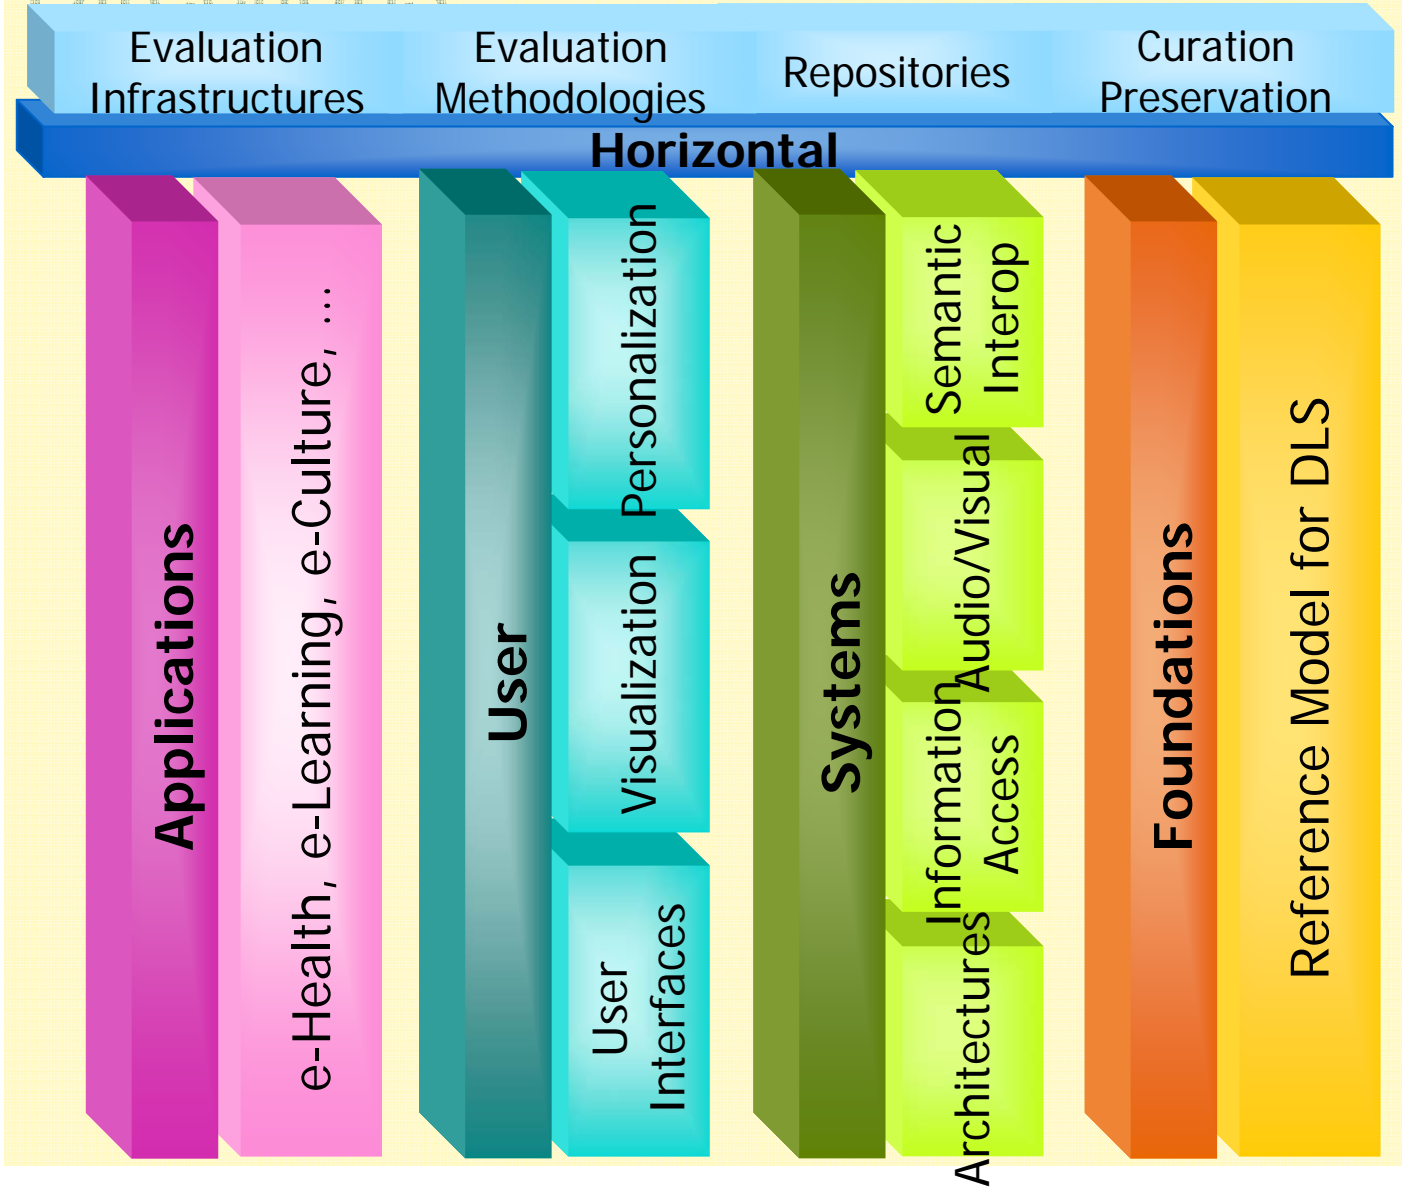 Evaluation
Infrastructures
Evaluation
Methodologies
Repositories
Curation
Preservation
Horizontal
Applications
e-Health, e-Learning, e-Culture, ...
User
Personalization
Visualization
User
Interfaces
Systems
Semantic
Interop
Audio/Visual
Information
Access
Architectures
Foundations
Reference Model for DLS